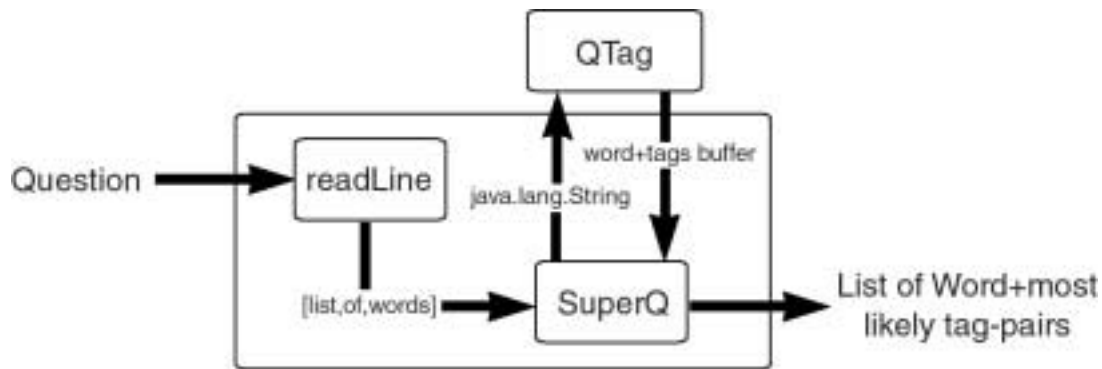 QTag
word+tags buffer
Question
readLine
java.lang.String
[list,of,words]
SuperQ
List of Word+most
likely tag-pairs